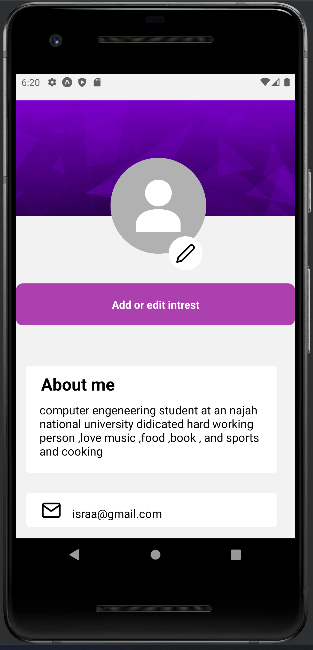 6:20
Add or edit intrest
About me
computer engeneering student at an najah
national university didicated hard working
person ,love music ,food ,book , and sports
and cooking
israa@gmail.com